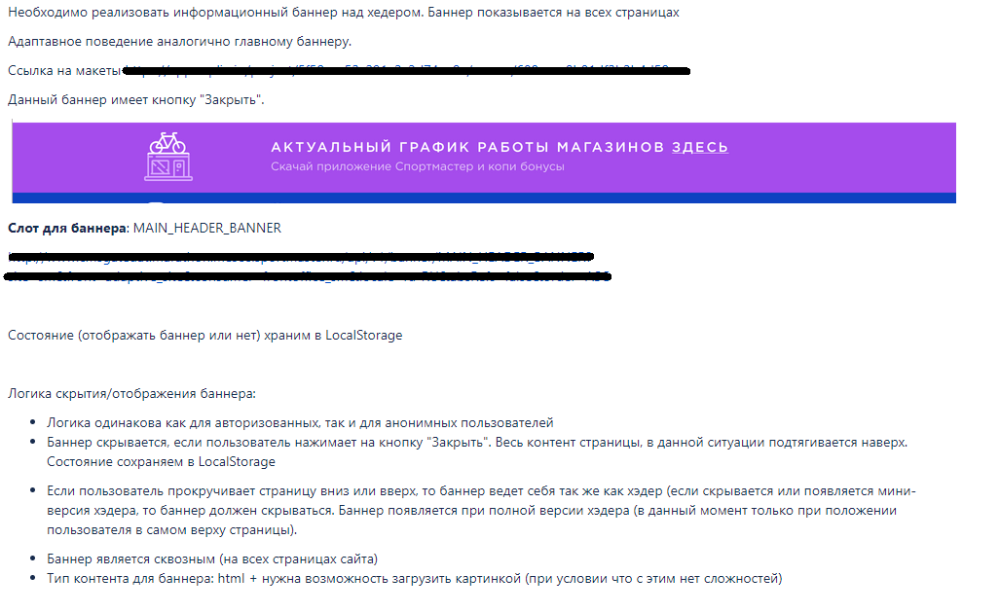 Необходимо реализовать информационный баннер над хедером. Баннер показывается на всех страницах
Адаптавное поведение аналогично главному баннеру.
Ссылка на макеты
Данный баннер имеет кнопку "Закрыть".
АКТУАЛЬНЫЙ ГРАФИК РАБОТЫ МАГАЗИНОВ ЗДЕСЬ
Скачай приложение Спортмастер и копи бонусы
Слот для баннера: MAIN_HEADER_BANNER
Состояние (отображать баннер или нет) храним в LocalStorage
Логика скрытия/отображения баннера:
• Логика одинакова как для авторизованных, так и для анонимных пользователей
• Баннер скрывается, если пользователь нажимает на кнопку "Закрыть". Весь контент страницы, в данной ситуации подтягивается наверх.
Состояние сохраняем в LocalStorage
• Если пользователь прокручивает страницу вниз или вверх, то баннер ведет себя так же как хэдер (если скрывается или появляется мини-
версия хэдера, то баннер должен скрываться. Баннер появляется при полной версии хэдера (в данный момент только при положении
пользователя в самом верху страницы).
• Баннер является сквозным (на всех страницах сайта)
• Тип контента для баннера: html + нужна возможность загрузить картинкой (при условии что с этим нет сложностей)